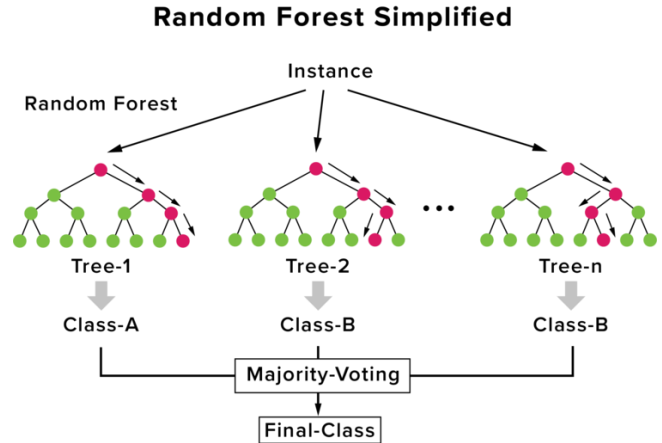 Random Forest Simplified
Instance
Random Forest
...
Tree-1 Tree-2 Tree-n
Class-A Class-B Class-B
Majority-Voting
Final-Class